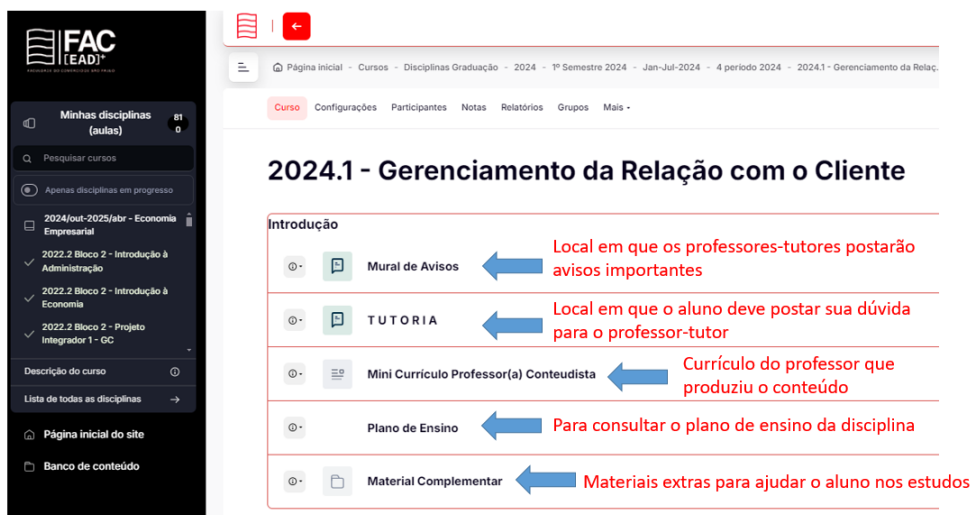 FAC
[EAD]+
Minhas disciplinas
(aulas)
81
0
Pesquisar cursos
Apenas disciplinas em progresso
2024/out-2025/abr - Economia
Empresarial
2022.2 Bloco 2 - Introdução à
Administração
2022.2 Bloco 2 - Introdução à
Economia
2022.2 Bloco 2 - Projeto
Integrador 1 - GC
Descrição do curso
Lista de todas as disciplinas
Página inicial do site
Banco de conteúdo
Página inicial - Cursos - Disciplinas Graduação - 2024 - 1º Semestre 2024 - Jan-Jul-2024 - 4 periodo 2024 - 2024.1 - Gerenciamento da Relaç..
Curso Configurações Participantes Notas Relatórios Grupos Mais
2024.1 - Gerenciamento da Relação com o Cliente
Introdução
Mural de Avisos
Local em que os professores-tutores postarão
avisos importantes
T U T O R I A
Local em que o aluno deve postar sua dúvida
para o professor-tutor
Mini Currículo Professor(a) Conteudista
Currículo do professor que
produziu o conteúdo
Plano de Ensino
Para consultar o plano de ensino da disciplina
Material Complementar
Materiais extras para ajudar o aluno nos estudos